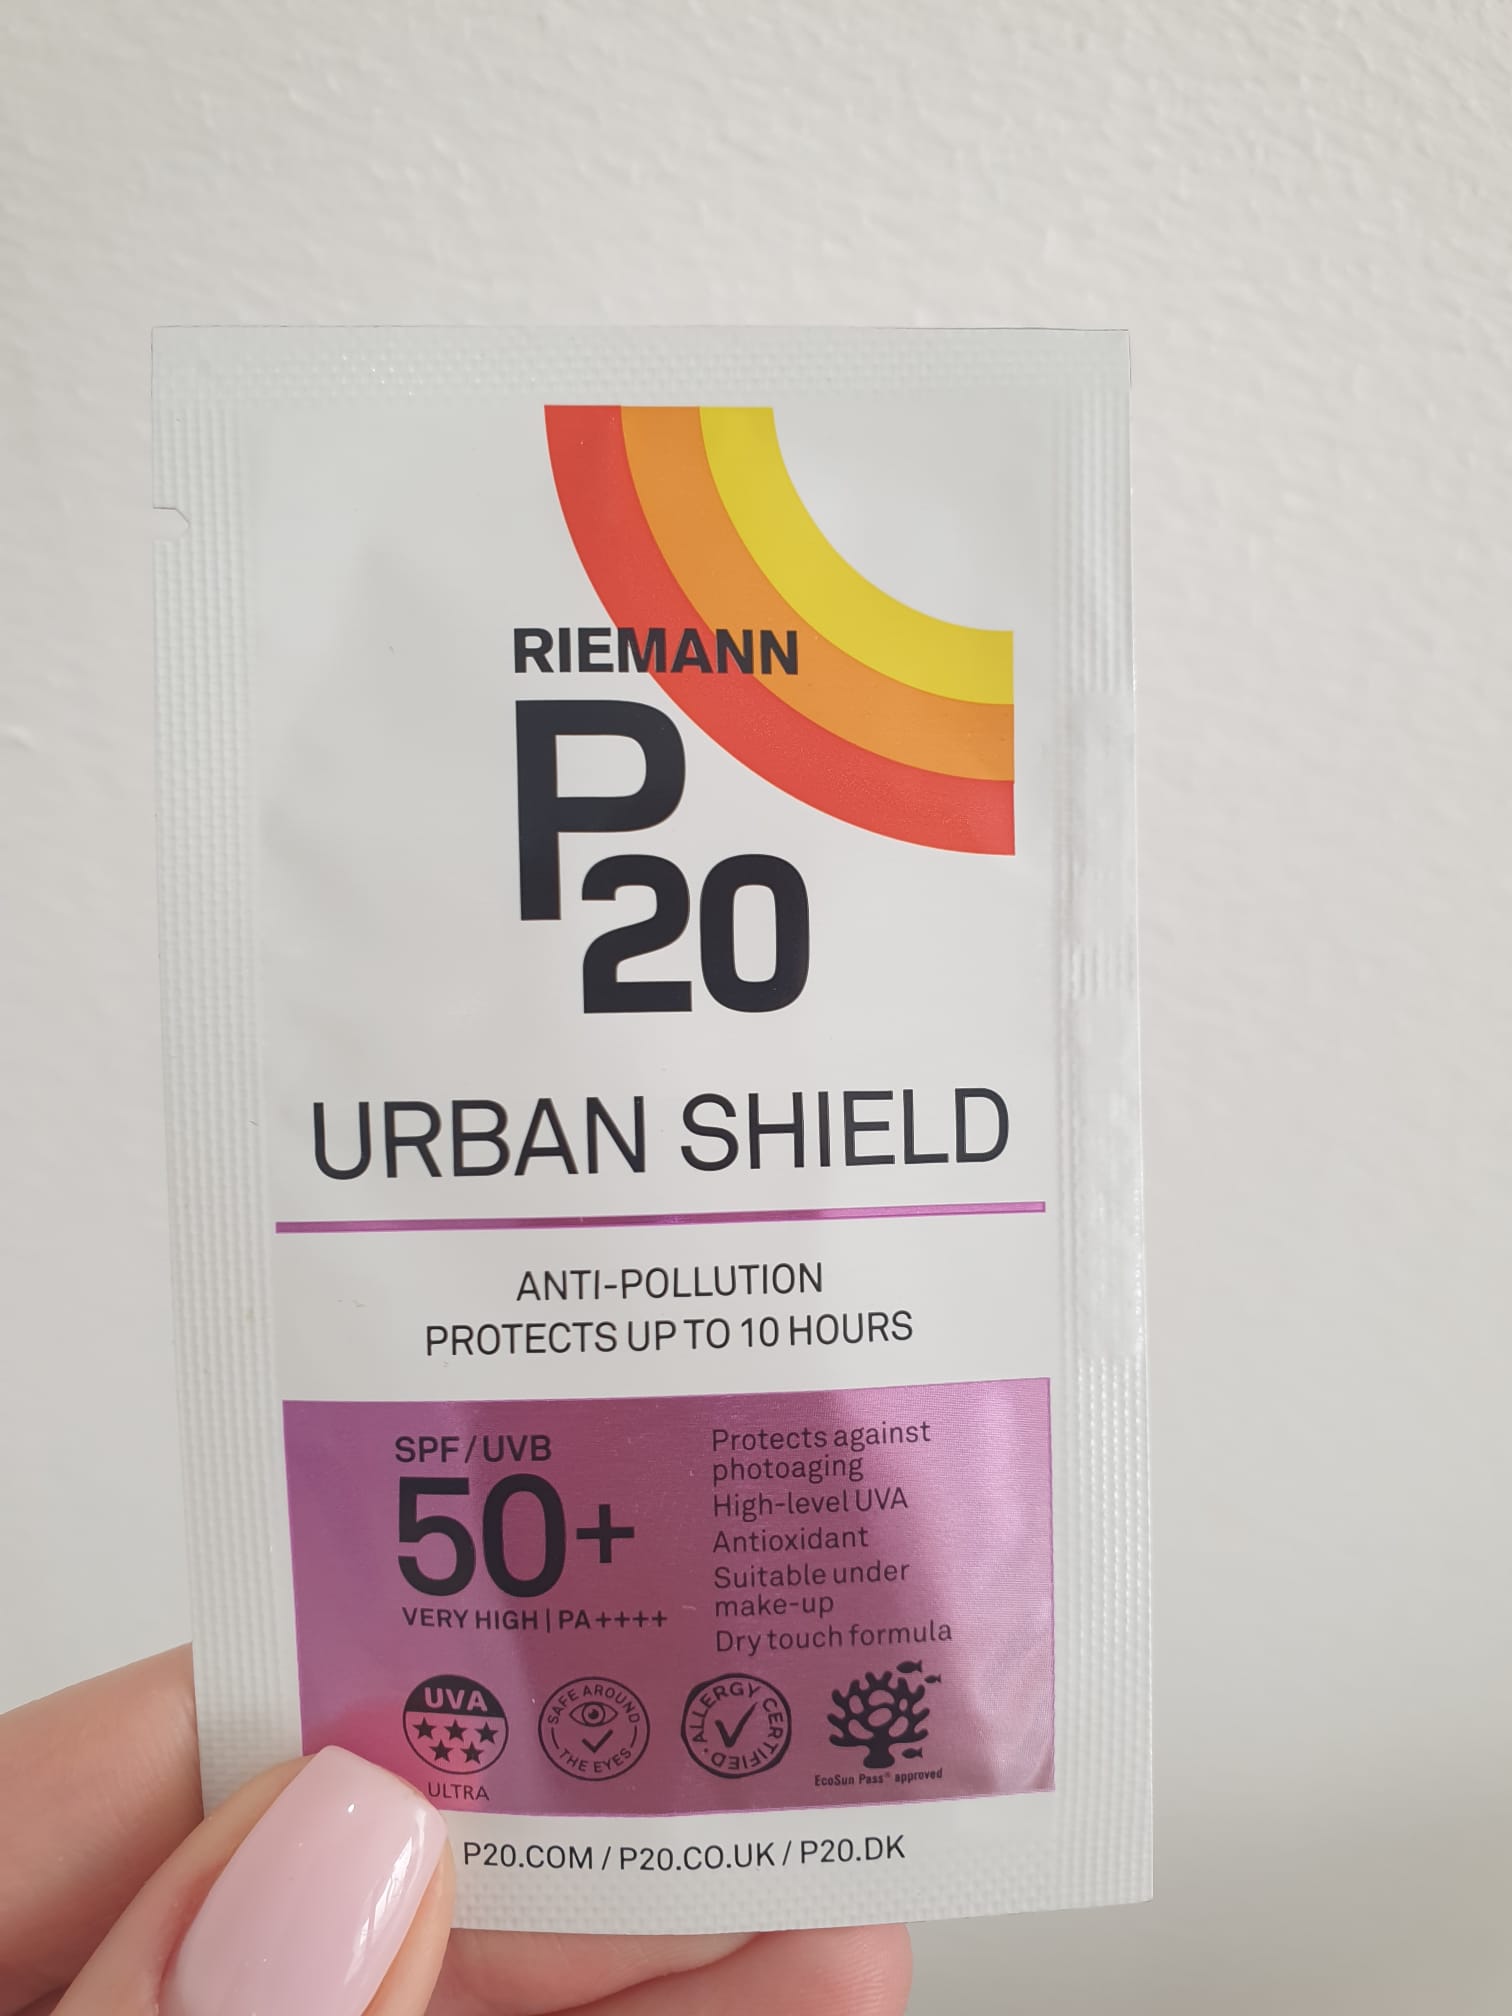 RIEMANN
P20
URBAN SHIELD
ANTI-POLLUTION
PROTECTS UP TO 10 HOURS
SPF/UVB
50+
VERY HIGH | PA++++
Protects against
photoaging
High-level UVA
Antioxidant
Suitable under
make-up
Dry touch formula
UVA
ULTRA
SAFE AROUND
THE EYES
ALLERGY CERTIFIED
EcoSun Pass® approved
P20.COM / P20.CO.UK / P20.DK